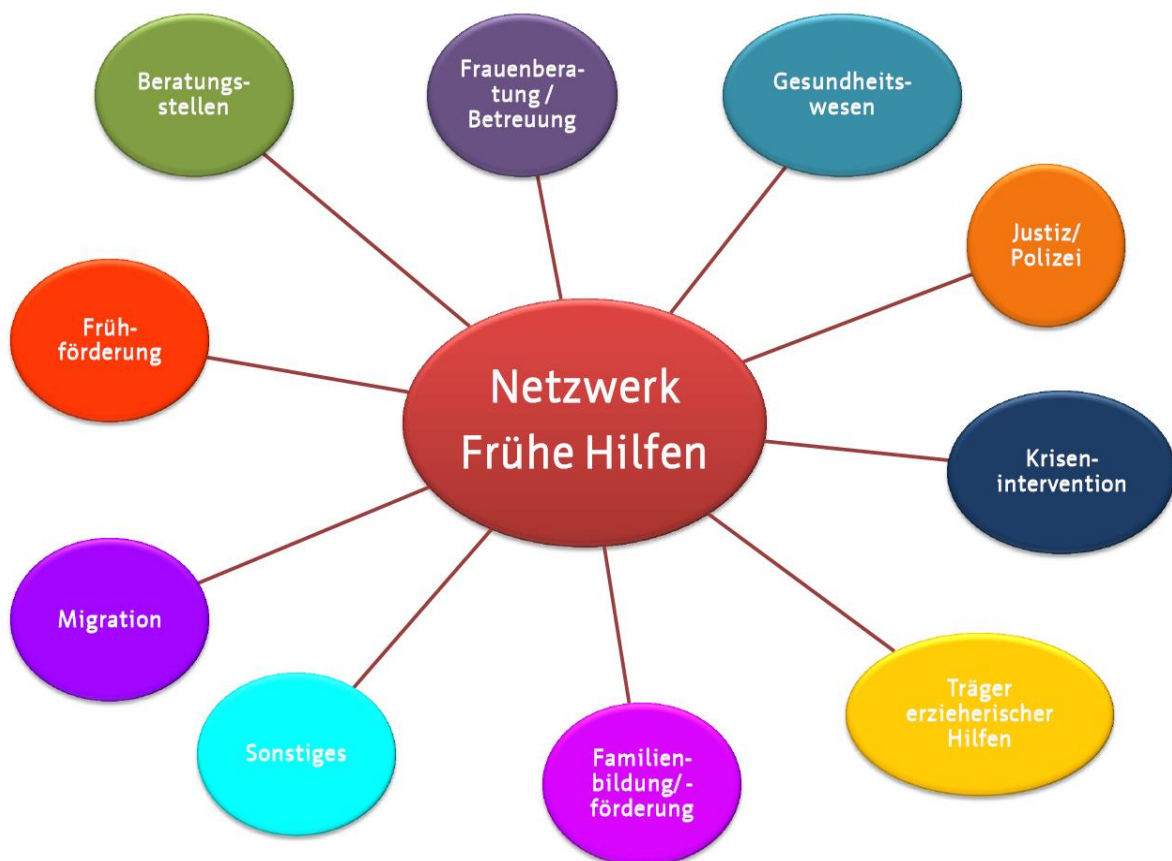 Beratungs-
stellen
Frauenbera-
tung /
Betreuung
Gesundheits-
wesen
Justiz/
Polizei
Früh-
förderung
Netzwerk
Frühe Hilfen
Krisen-
intervention
Migration
Träger
erzieherischer
Hilfen
Sonstiges
Familien-
bildung/-
förderung